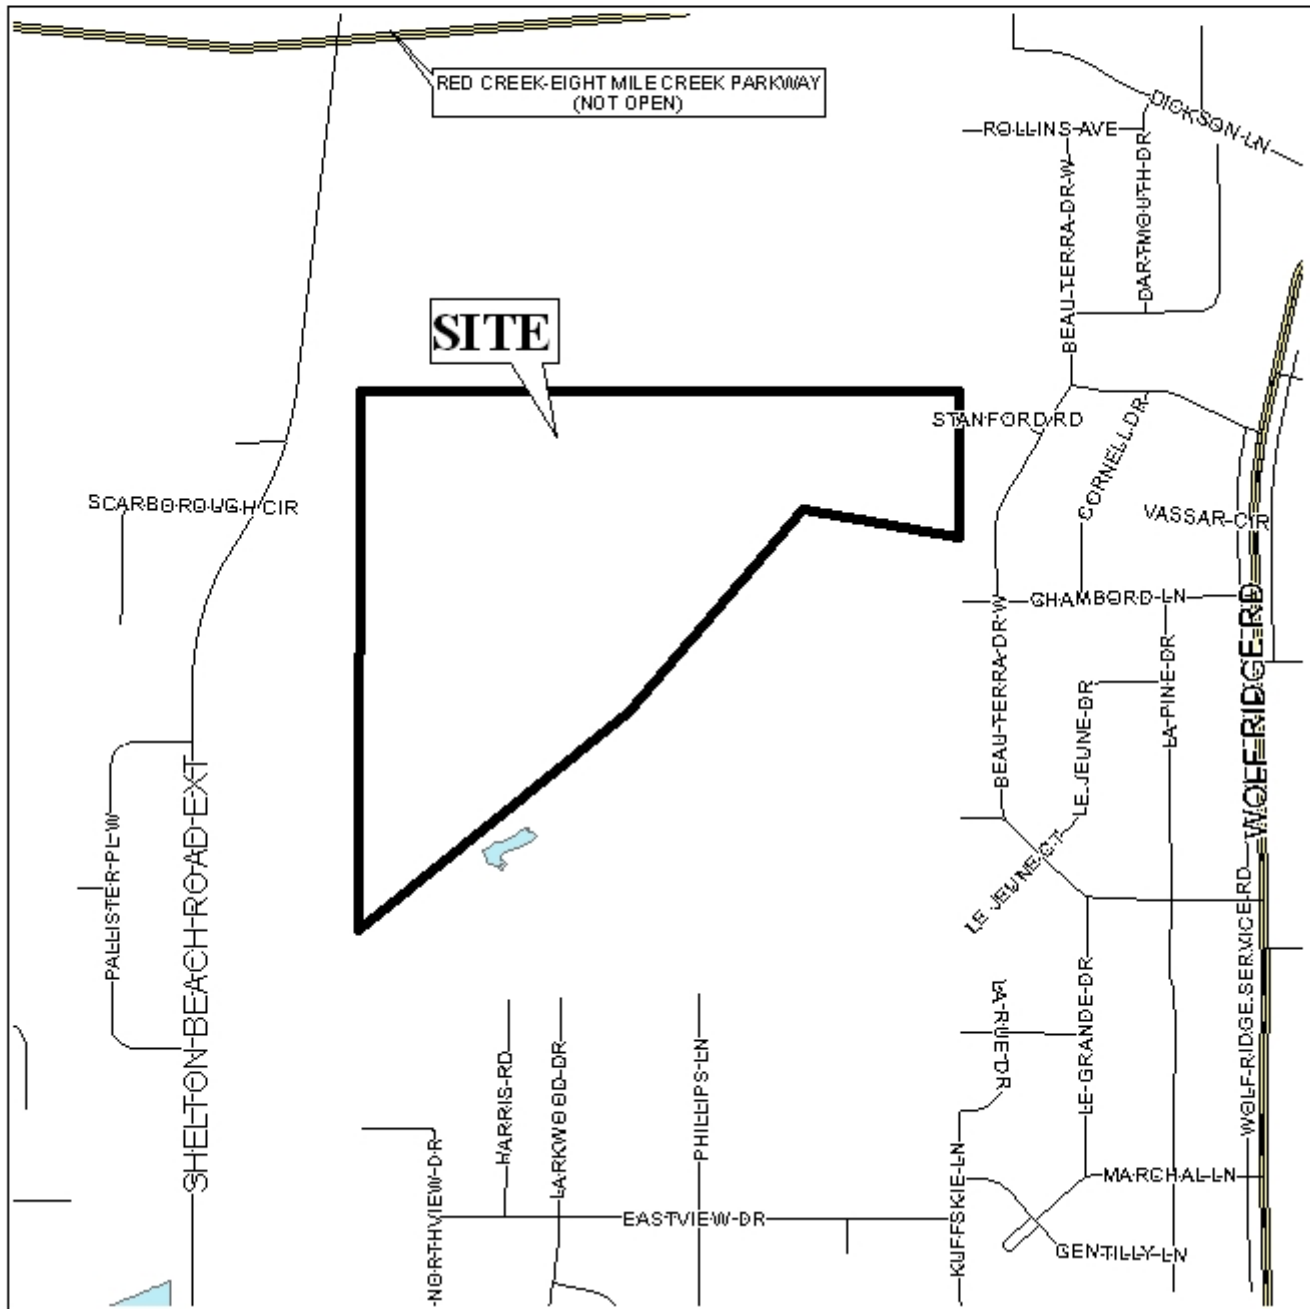 RED CREEK-EIGHT MILE CREEK PARKWAY
(NOT OPEN)
DICKSON LN
ROLLINS AVE
DARTMOUTH DR
BEAU TERRA DR W
SITE
STANFORD RD
CORNELL DR
SCARBOROUGH CIR
VASSAR CIR
CHAMBORD LN
WOLF RIDGE RD
BEAU TERRA DR W
LE JEUNE DR
LA PINE DR
SHELTON BEACH ROAD EXT
PALLISTER PL W
LE JEUNE CT
WOLF RIDGE SERVICE RD
LA RUE DR
LE GRANDE DR
HARRIS RD
LARKWOOD DR
PHILLIPS LN
NORTHVIEW DR
KUFFSKIE LN
MARCHAL LN
EASTVIEW DR
GENTILLY LN